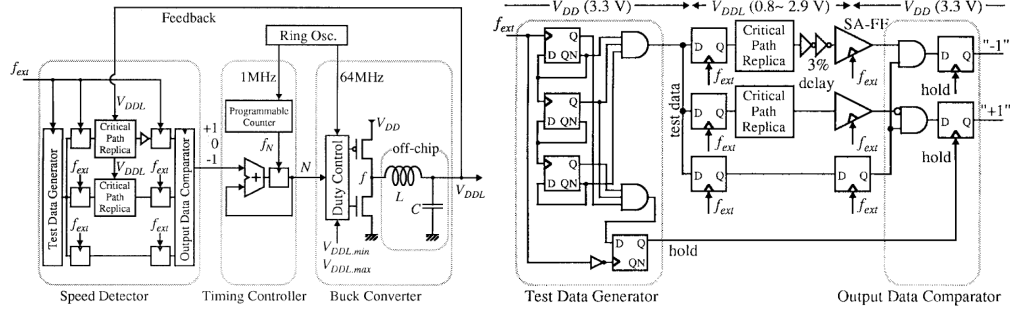 Feedback
Ring Osc.
f_ext
1MHz
64MHz
V_DDL
Critical
Path
Replica
Programmable
Counter
V_DD
+1
0
-1
f_N
off-chip
Test Data Generator
V_DDL
f_ext
f_ext
Critical
Path
Replica
Output Data Comparator
+
N
Duty Control
f
L
C
V_DDL
f_ext
f_ext
V_DDL.min
V_DDL.max
Speed Detector
Timing Controller
Buck Converter
V_DD (3.3 V)
V_DDL (0.8~ 2.9 V)
V_DD (3.3 V)
SA-FF
f_ext
D Q
QN
D Q
Critical
Path
Replica
3%
delay
f_ext
f_ext
D Q
"-1"
hold
D QN
Q
test data
D Q
Critical
Path
Replica
f_ext
f_ext
D Q
"+1"
hold
Q
D QN
D Q
f_ext
f_ext
D Q
QN
hold
Test Data Generator
Output Data Comparator